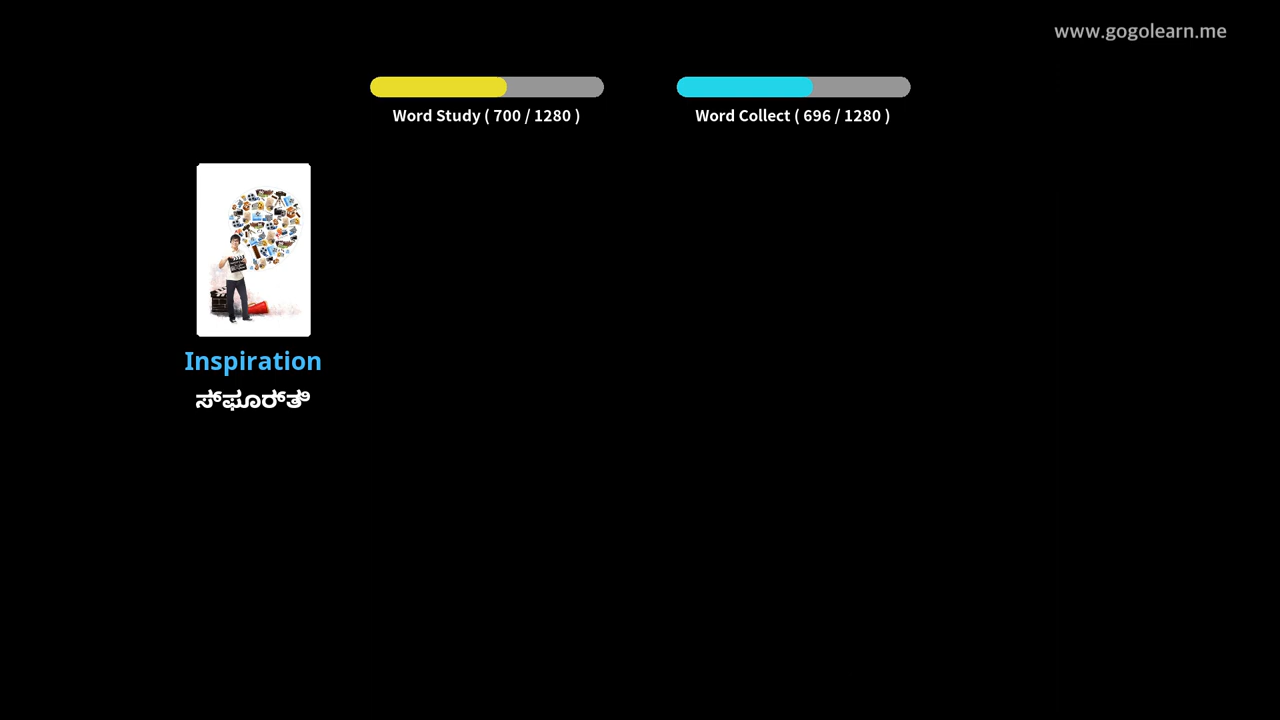 www.gogolearn.me
Word Study ( 700 / 1280 )
Word Collect ( 696 / 1280 )
Inspiration
ಸ್ಫೂರ್ತಿ